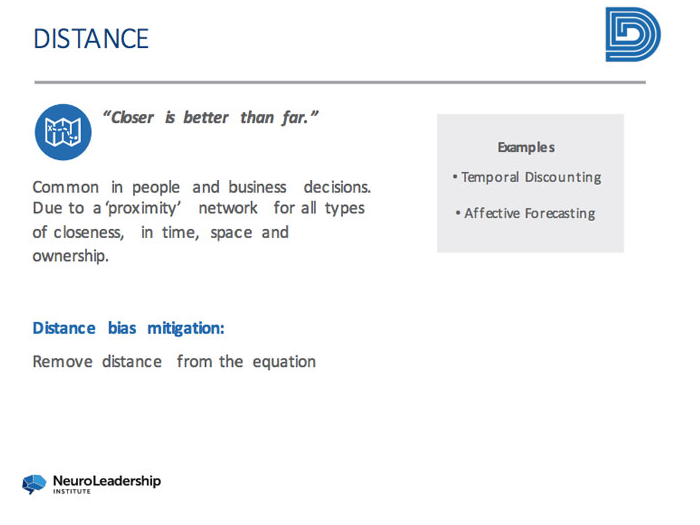 DISTANCE
“Closer is better than far.”
Common in people and business decisions.
Due to a ‘proximity’ network for all types
of closeness, in time, space and
ownership.
Examples
• Temporal Discounting
• Affective Forecasting
Distance bias mitigation:
Remove distance from the equation
NeuroLeadership
INSTITUTE